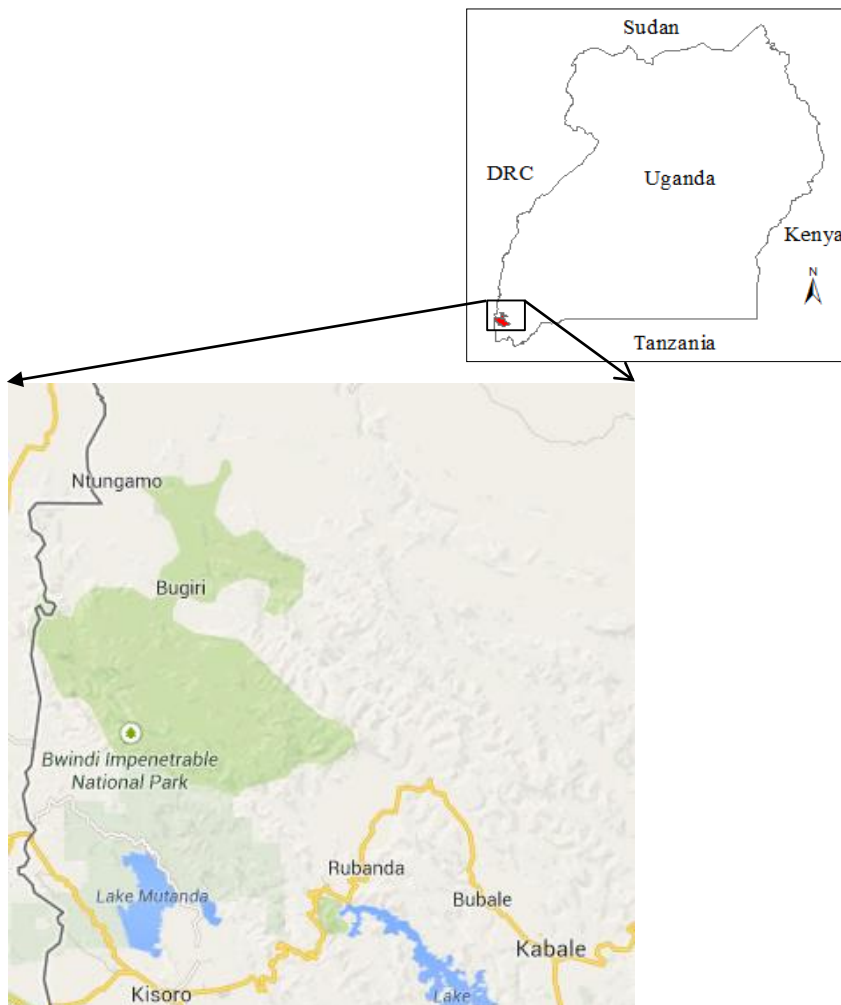 Sudan
DRC
Uganda
Kenya
N
Tanzania
Ntungamo
Bugiri
Bwindi Impenetrable
National Park
Rubanda
Lake Mutanda
Bubale
Kabale
Kisoro
Lake